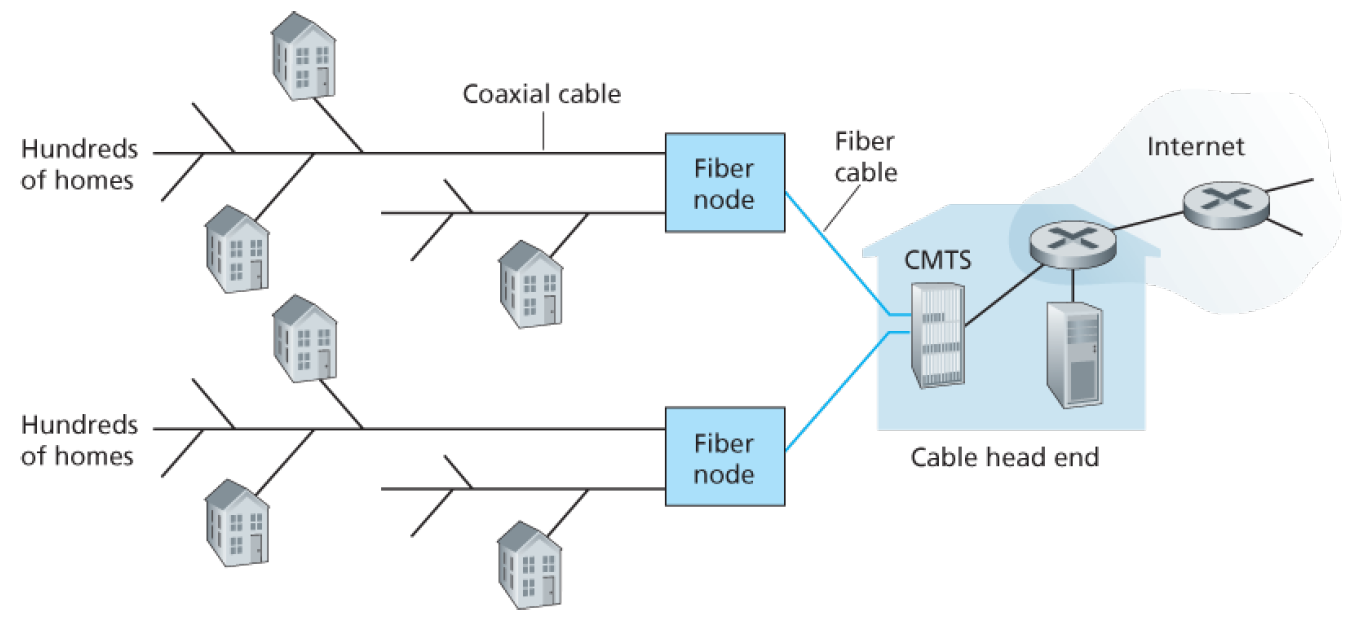 Coaxial cable
Hundreds
of homes
Fiber
node
Fiber
cable
Internet
CMTS
Hundreds
of homes
Fiber
node
Cable head end